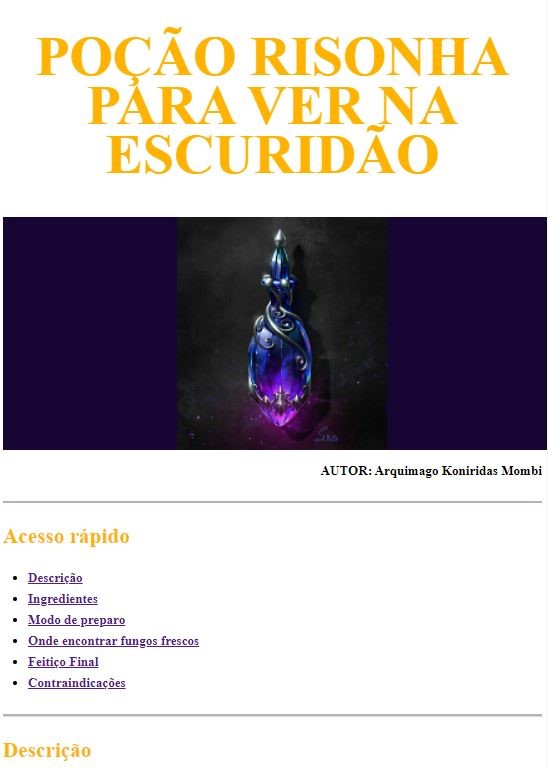 POÇÃO RISONHA
PARA VER NA
ESCURIDÃO
AUTOR: Arquimago Koniridas Mombi
Acesso rápido
Descrição
Ingredientes
Modo de preparo
Onde encontrar fungos frescos
Feitiço Final
Contraindicações
Descrição